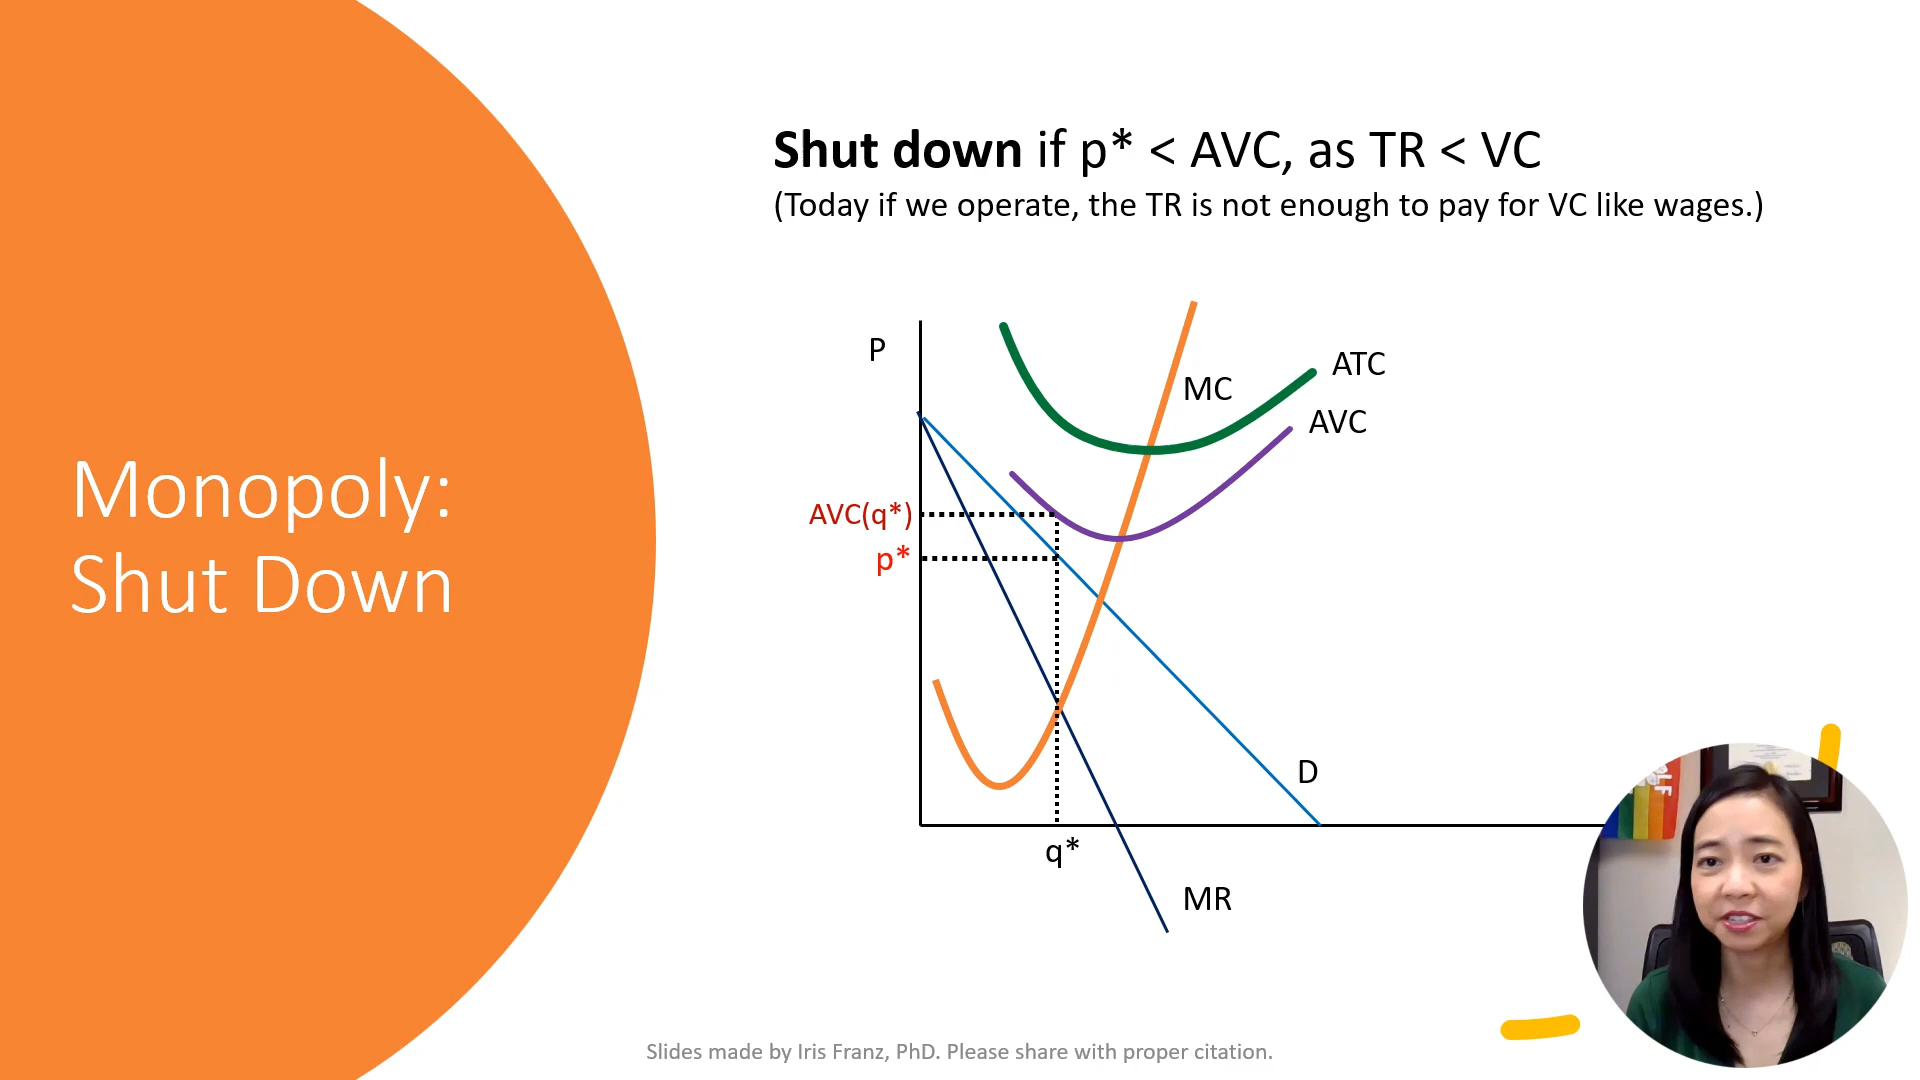 Monopoly:
Shut Down
Shut down if p* < AVC, as TR < VC
(Today if we operate, the TR is not enough to pay for VC like wages.)
P
MC
ATC
AVC
AVC(q*)
p*
D
q*
MR
Slides made by Iris Franz, PhD. Please share with proper citation.